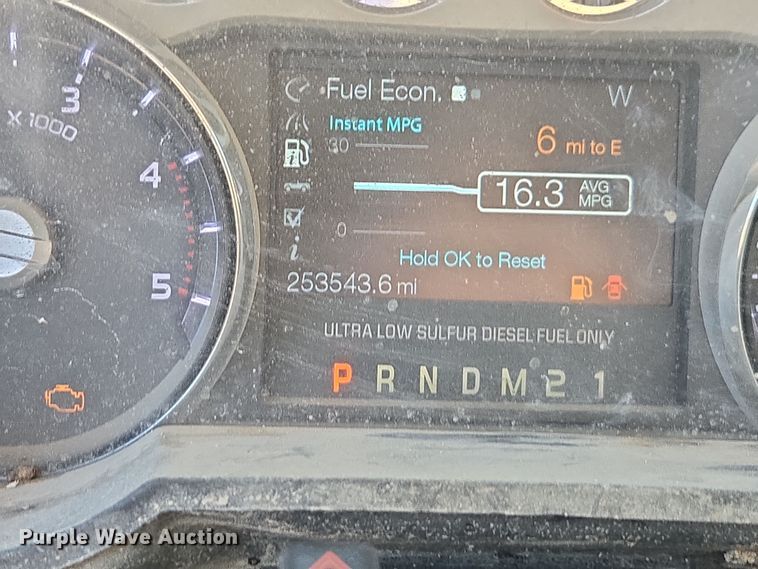 Fuel Econ.
W
Instant MPG
30
6 mi to E
16.3 AVG MPG
0
Hold OK to Reset
253543.6 mi
ULTRA LOW SULFUR DIESEL FUEL ONLY
P R N D M 2 1
3
x 1000
4
5
i
Purple Wave Auction®